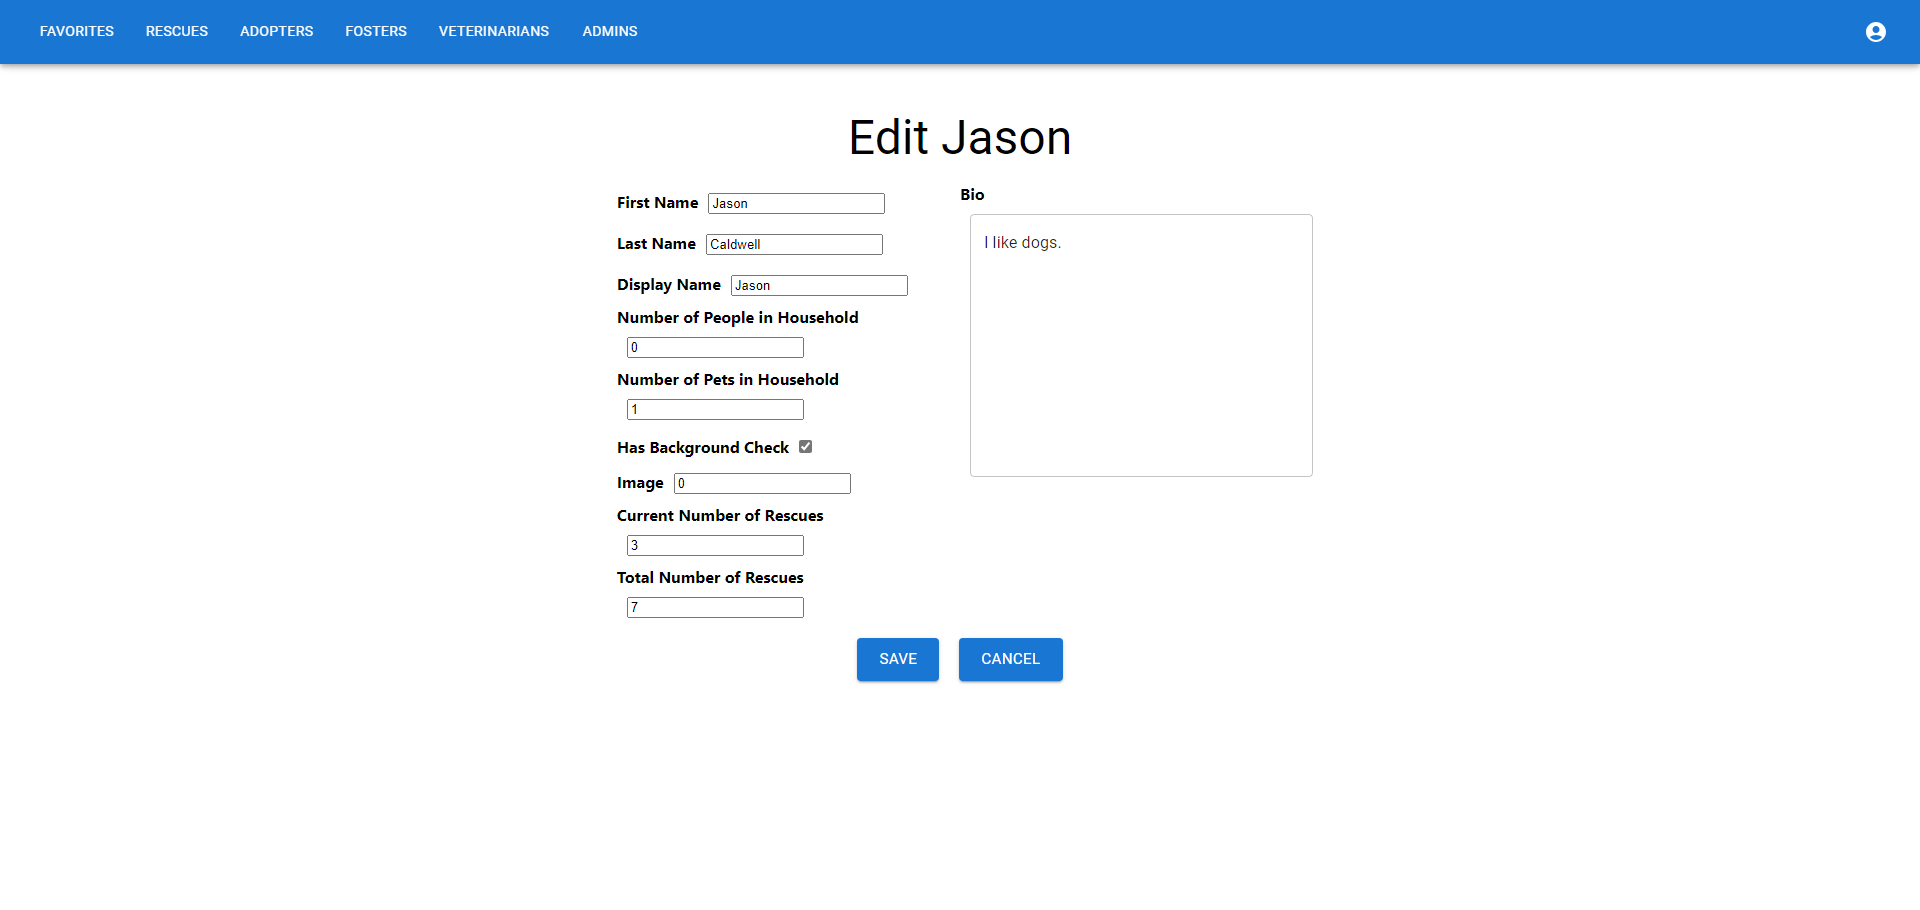 FAVORITES RESCUES ADOPTERS FOSTERS VETERINARIANS ADMINS
Edit Jason
First Name Jason
Last Name Caldwell
Display Name Jason
Number of People in Household
0
Number of Pets in Household
1
Has Background Check
Image 0
Current Number of Rescues
3
Total Number of Rescues
7
Bio
I like dogs.
SAVE CANCEL